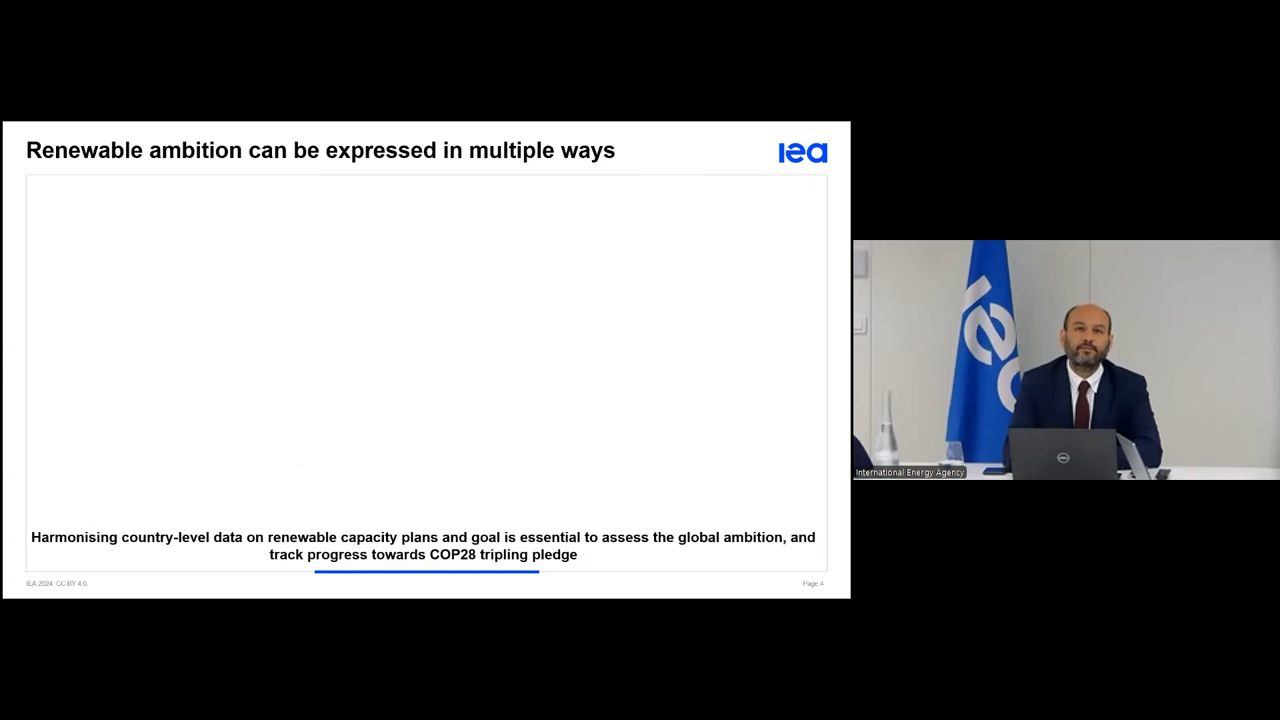 Renewable ambition can be expressed in multiple ways
iea
Harmonising country-level data on renewable capacity plans and goal is essential to assess the global ambition, and
track progress towards COP28 tripling pledge
IEA 2024. CC BY 4.0.
Page 4
iea
DELL
International Energy Agency